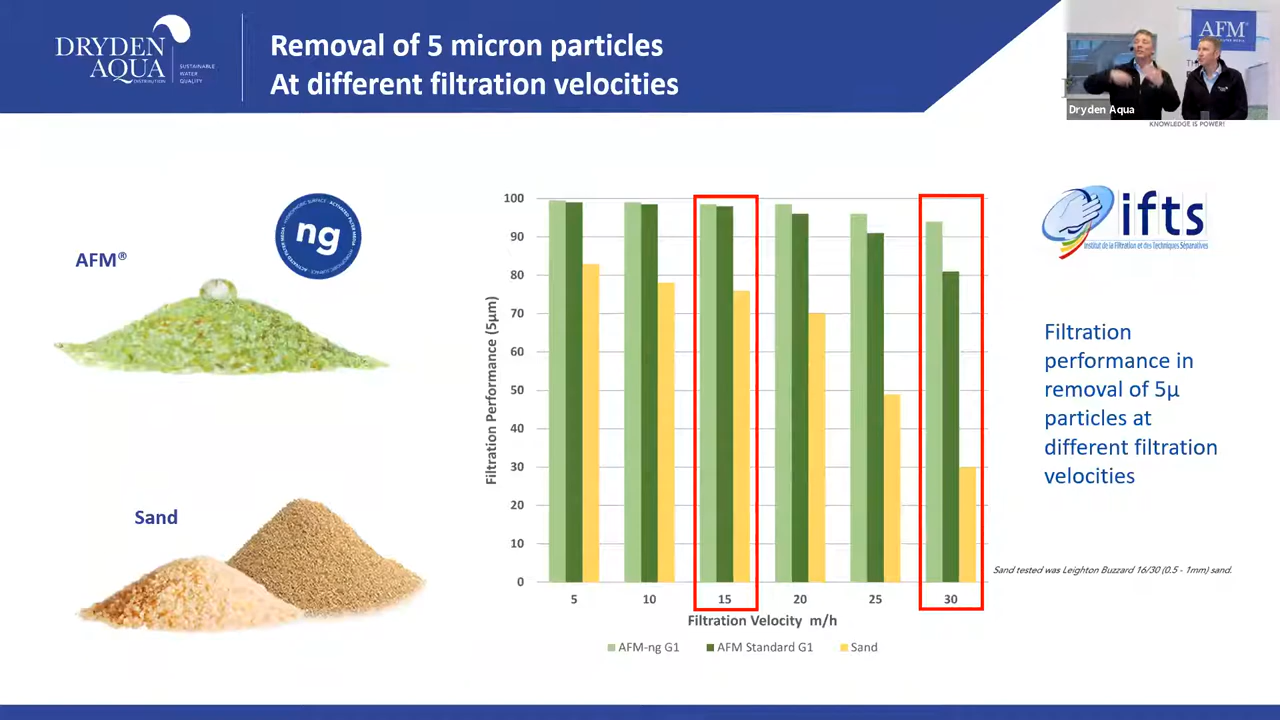 DRYDEN
AQUA
DISTRIBUTION
SUSTAINABLE
WATER
QUALITY
Removal of 5 micron particles
At different filtration velocities
AFM®
Dryden Aqua
KNOWLEDGE IS POWER!
AFM®
ng
Sand
100
90
80
70
60
50
40
30
20
10
0
Filtration Performance (5µm)
5 10 15 20 25 30
Filtration Velocity m/h
AFM-ng G1 AFM Standard G1 Sand
ifts
Institut de la Filtration et des Techniques Séparatives
Filtration
performance in
removal of 5µ
particles at
different filtration
velocities
Sand tested was Leighton Buzzard 16/30 (0.5 - 1mm) sand.